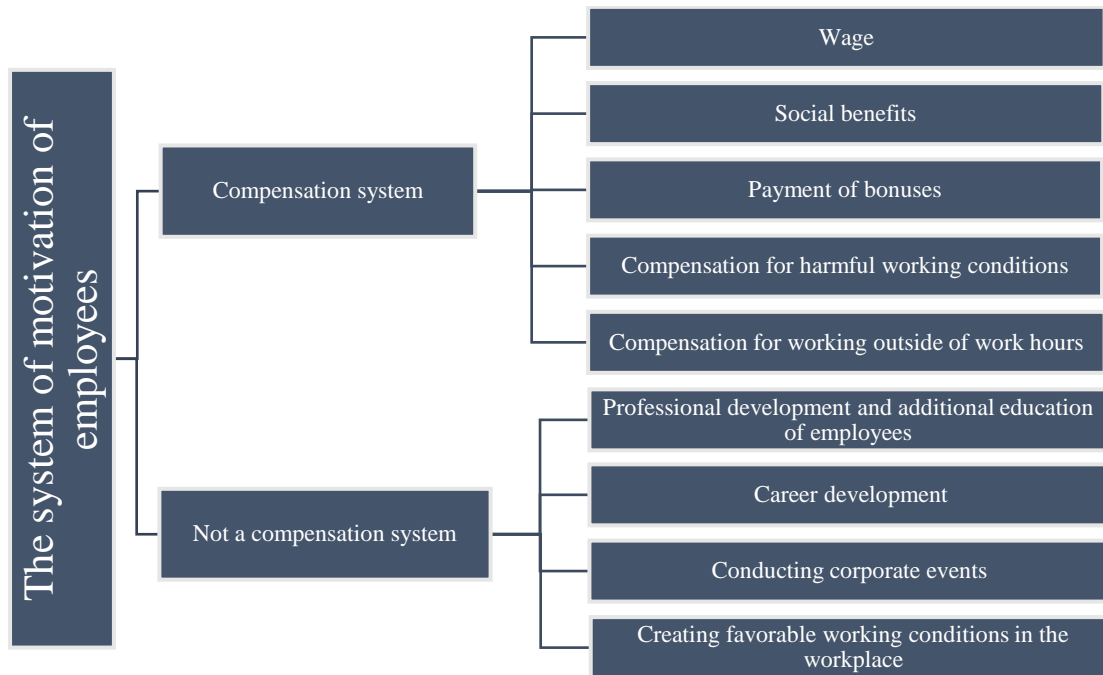 The system of motivation of
employees
Compensation system
Wage
Social benefits
Payment of bonuses
Compensation for harmful working conditions
Compensation for working outside of work hours
Not a compensation system
Professional development and additional education
of employees
Career development
Conducting corporate events
Creating favorable working conditions in the
workplace